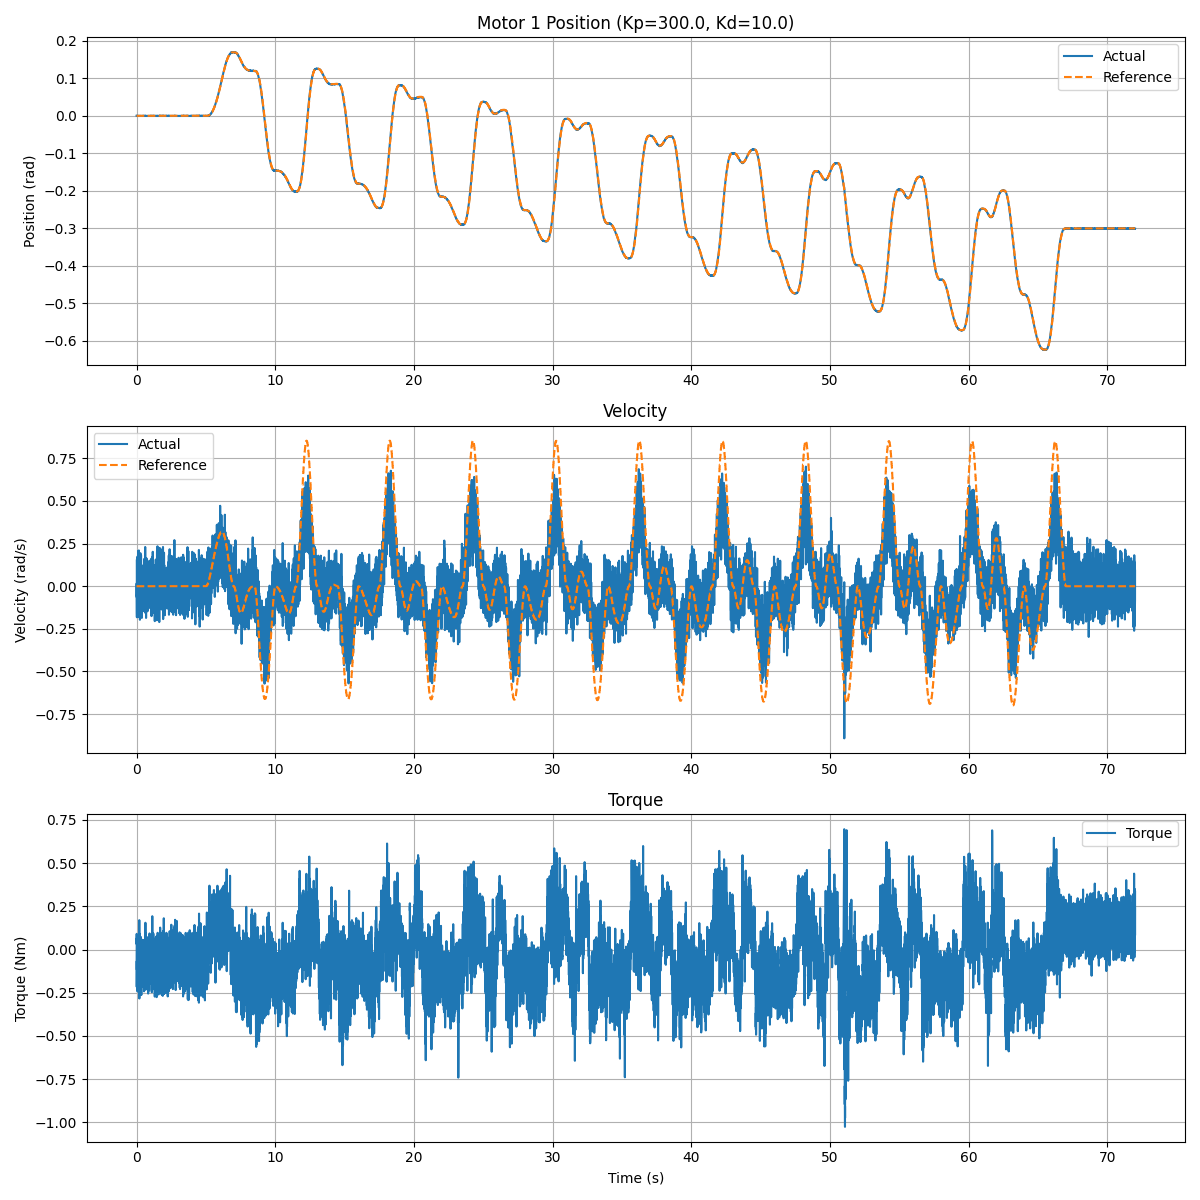 Motor 1 Position (Kp=300.0, Kd=10.0)
Position (rad)
0.2
0.1
0.0
−0.1
−0.2
−0.3
−0.4
−0.5
−0.6
Actual
Reference
0 10 20 30 40 50 60 70
Velocity
Velocity (rad/s)
0.75
0.50
0.25
0.00
−0.25
−0.50
−0.75
Actual
Reference
0 10 20 30 40 50 60 70
Torque
Torque (Nm)
0.75
0.50
0.25
0.00
−0.25
−0.50
−0.75
−1.00
Torque
0 10 20 30 40 50 60 70
Time (s)